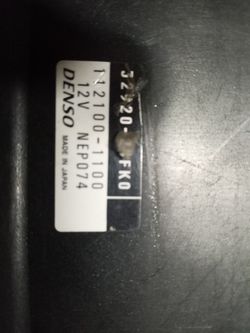 112100-1100
12V NEP074
DENSO
MADE IN JAPAN